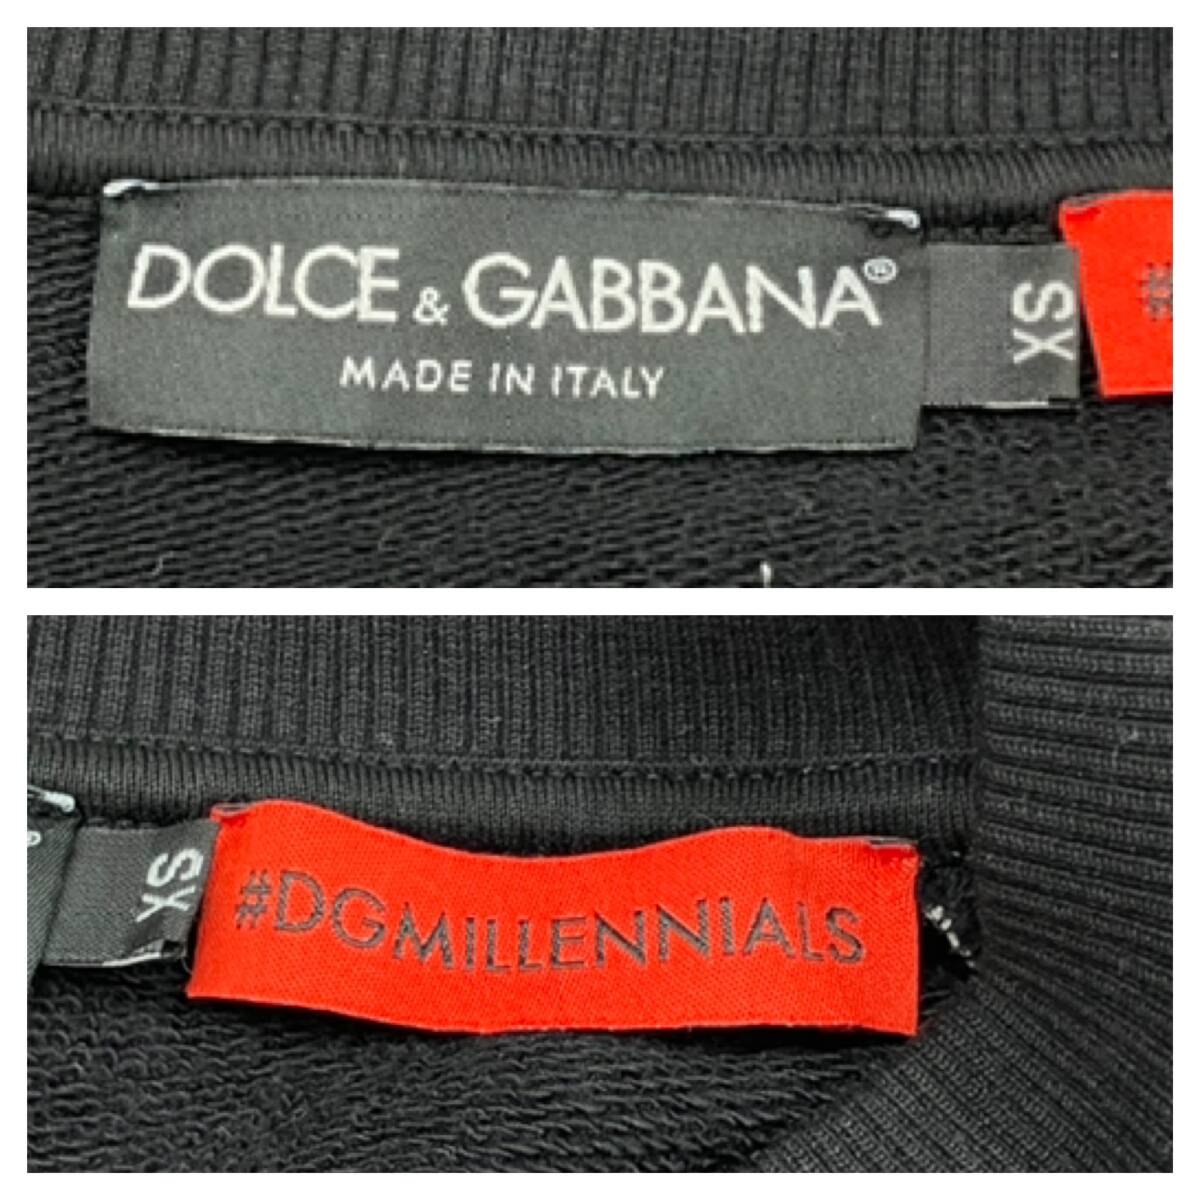 DOLCE & GABBANA®
MADE IN ITALY
XS
#
®
XS
#DGMILLENNIALS